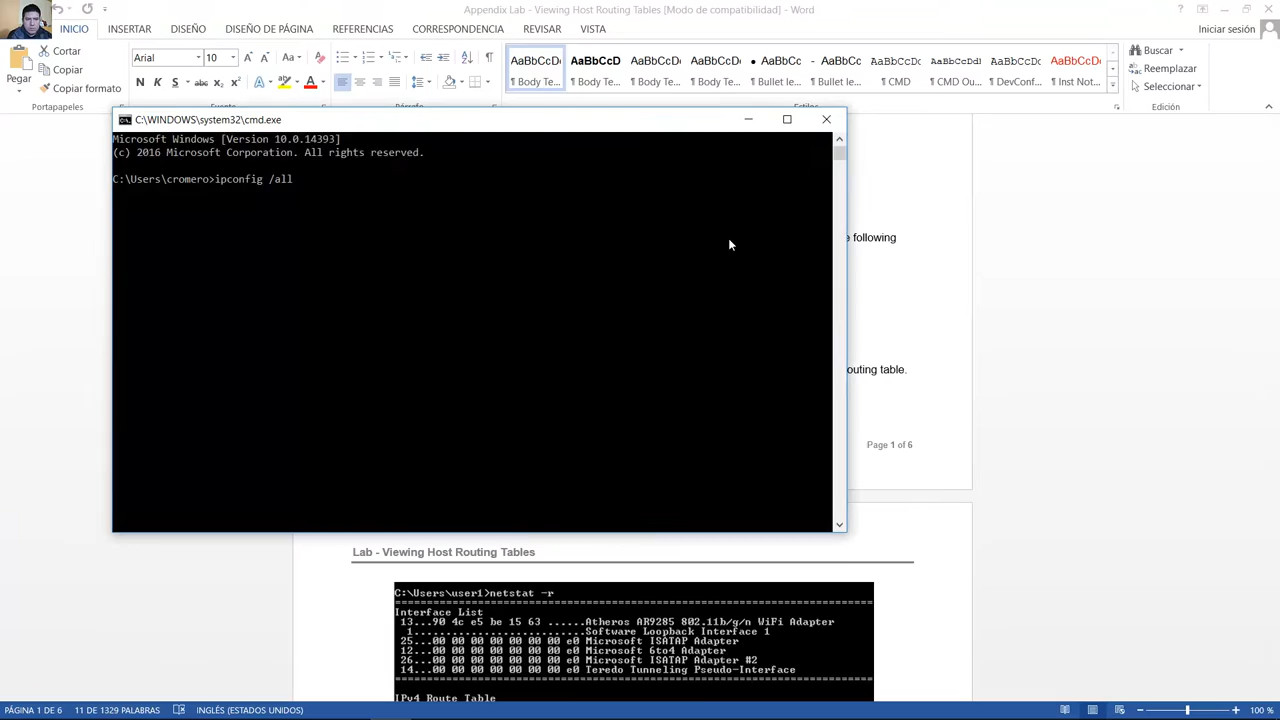 Appendix Lab - Viewing Host Routing Tables [Modo de compatibilidad] - Word
INICIO INSERTAR DISEÑO DISEÑO DE PÁGINA REFERENCIAS CORRESPONDENCIA REVISAR VISTA Iniciar sesión
Pegar
Cortar
Copiar
Copiar formato
Portapapeles
Arial 10
N K S abc x₂ x²
AaBbCcDd AaBbCcD AaBbCcDd AaBbCcDd AaBbCc AaBbCc AaBbCcDd AaBbCcDd AaBbCcDd AaBbCcDd
¶ Body Te... ¶ Body Te... ¶ Body Te... ¶ Body Te... ¶ Bullet le... ¶ Bullet le... ¶ CMD ¶ CMD Ou... ¶ DevConf... ¶ Inst Not...
Buscar
Reemplazar
Seleccionar
Edición
C:\WINDOWS\system32\cmd.exe
Microsoft Windows [Version 10.0.14393]
(c) 2016 Microsoft Corporation. All rights reserved.
C:\Users\cromero>ipconfig /all
e following
outing table.
Page 1 of 6
Lab - Viewing Host Routing Tables
C:\Users\user1>netstat -r
Interface List
13...90 4c e5 be 15 63 ......Atheros AR9285 802.11b/g/n WiFi Adapter
1...........................Software Loopback Interface 1
25...00 00 00 00 00 00 00 e0 Microsoft ISATAP Adapter
12...00 00 00 00 00 00 00 e0 Microsoft 6to4 Adapter
26...00 00 00 00 00 00 00 e0 Microsoft ISATAP Adapter #2
14...00 00 00 00 00 00 00 e0 Teredo Tunneling Pseudo-Interface
IPv4 Route Table
PÁGINA 1 DE 6 11 DE 1329 PALABRAS INGLÉS (ESTADOS UNIDOS) 100 %